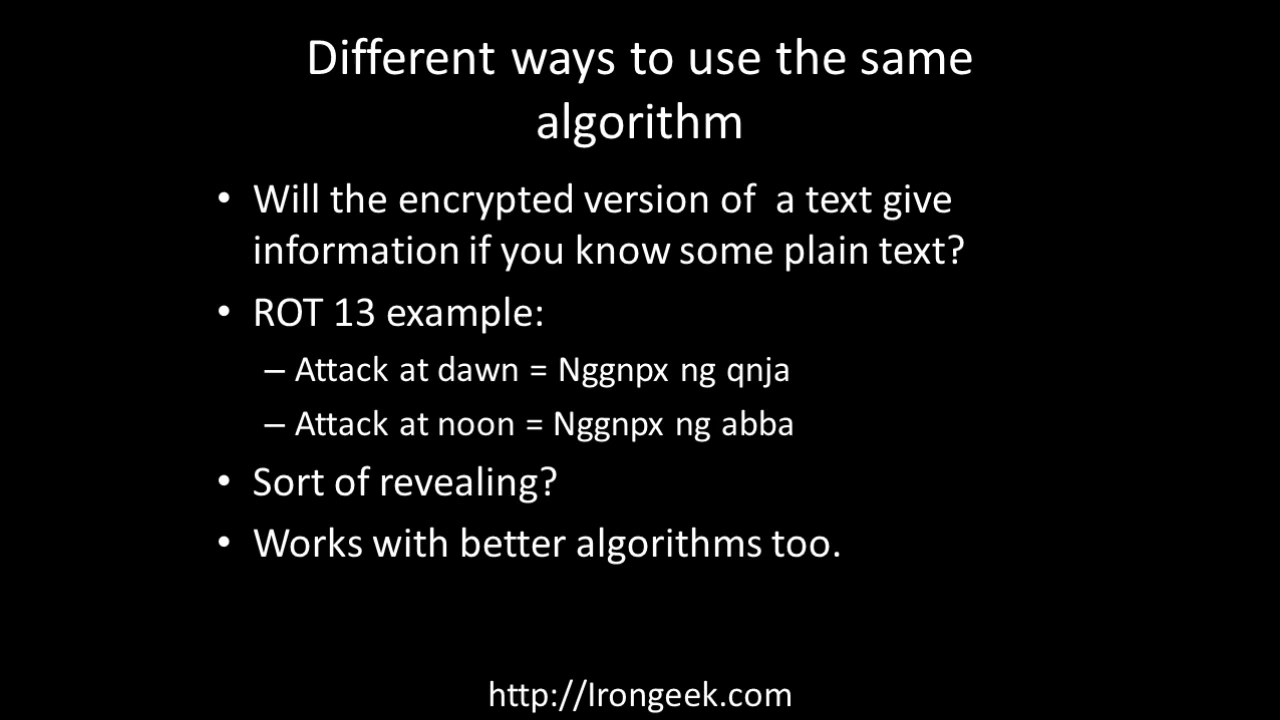 Different ways to use the same
algorithm
• Will the encrypted version of  a text give
information if you know some plain text?
• ROT 13 example:
– Attack at dawn = Nggnpx ng qnja
– Attack at noon = Nggnpx ng abba
• Sort of revealing?
• Works with better algorithms too.
http://Irongeek.com